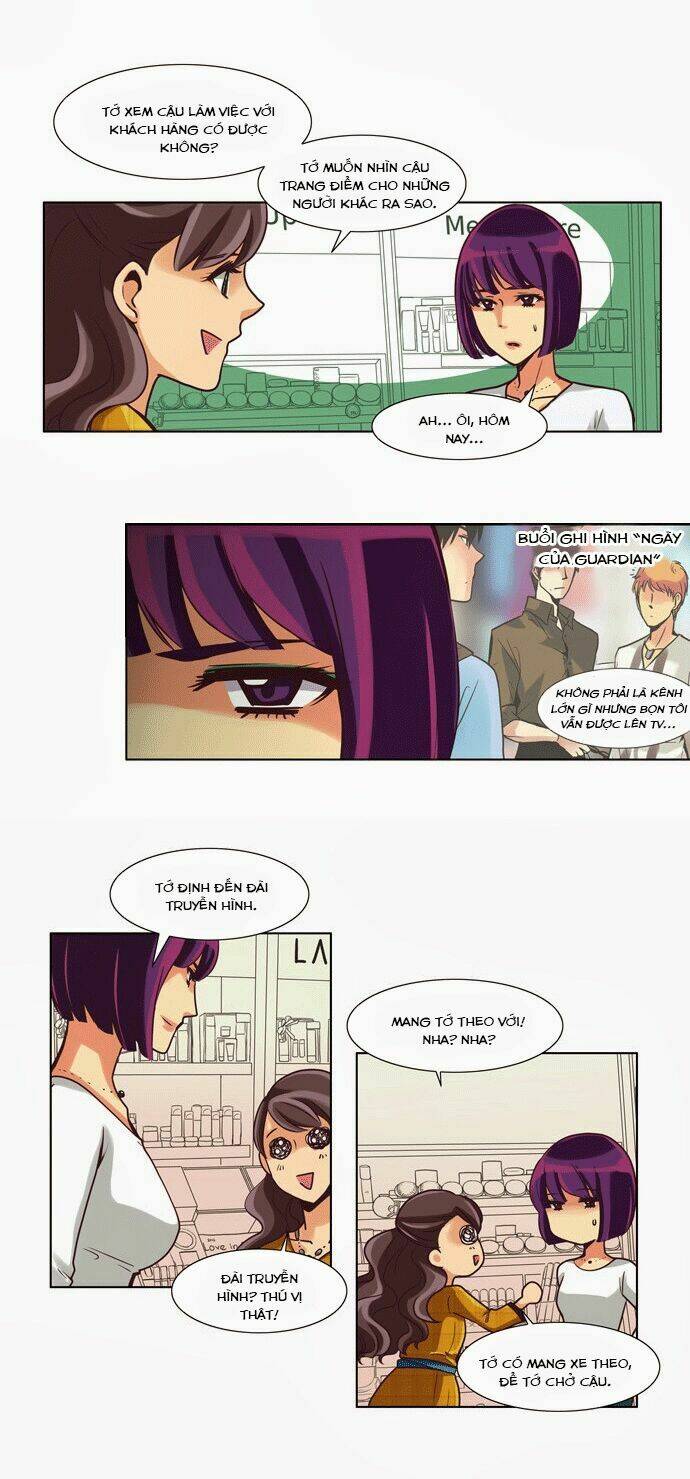 TỚ XEM CẬU LÀM VIỆC VỚI
KHÁCH HÀNG CÓ ĐƯỢC
KHÔNG?
TỚ MUỐN NHÌN CẬU
TRANG ĐIỂM CHO NHỮNG
NGƯỜI KHÁC RA SAO.
AH... ÔI, HÔM
NAY...
BUỔI GHI HÌNH "NGÀY
CỦA GUARDIAN"
KHÔNG PHẢI LÀ KÊNH
LỚN GÌ NHƯNG BỌN TÔI
VẪN ĐƯỢC LÊN TV...
TỚ ĐỊNH ĐẾN ĐÀI
TRUYỀN HÌNH.
LA
MANG TỚ THEO VỚI!
NHA? NHA?
Love in
ĐÀI TRUYỀN
HÌNH? THÚ VỊ
THẬT!
TỚ CÓ MANG XE THEO,
ĐỂ TỚ CHỞ CẬU.